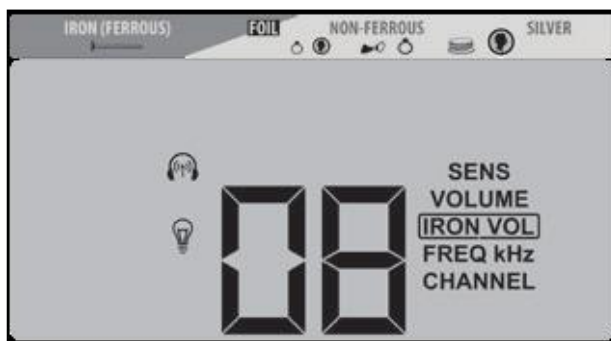 IRON (FERROUS) FOIL NON-FERROUS SILVER
SENS
VOLUME
IRON VOL
FREQ kHz
CHANNEL
08